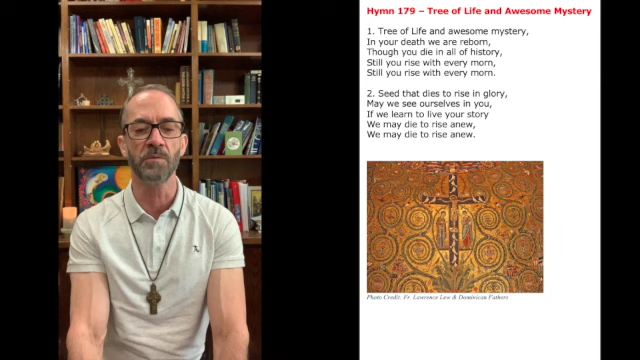 Hymn 179 – Tree of Life and Awesome Mystery
1. Tree of Life and awesome mystery,
In your death we are reborn,
Though you die in all of history,
Still you rise with every morn,
Still you rise with every morn.
2. Seed that dies to rise in glory,
May we see ourselves in you,
If we learn to live your story
We may die to rise anew,
We may die to rise anew.
Photo Credit: Fr. Lawrence Lew & Dominican Fathers